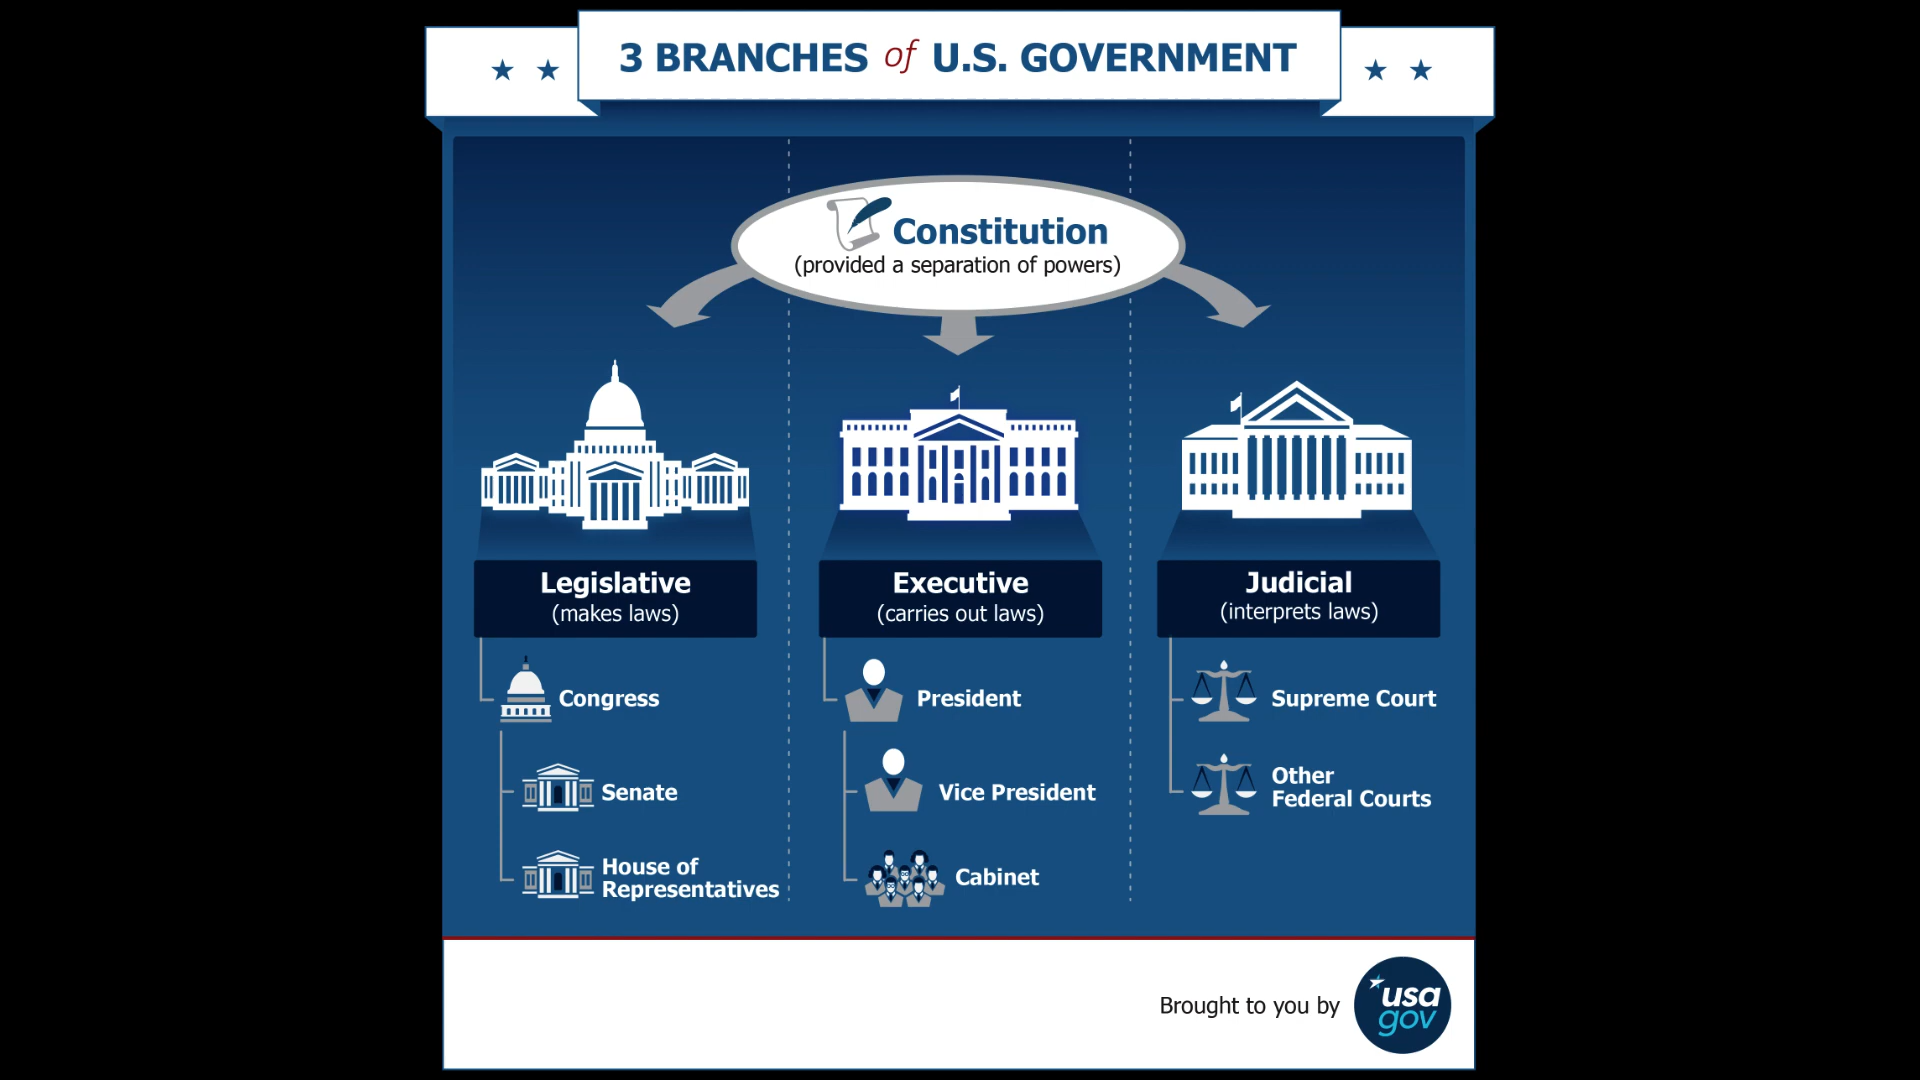 3 BRANCHES of U.S. GOVERNMENT
Constitution
(provided a separation of powers)
Legislative
(makes laws)
Congress
Senate
House of
Representatives
Executive
(carries out laws)
President
Vice President
Cabinet
Judicial
(interprets laws)
Supreme Court
Other
Federal Courts
Brought to you by
usa
gov